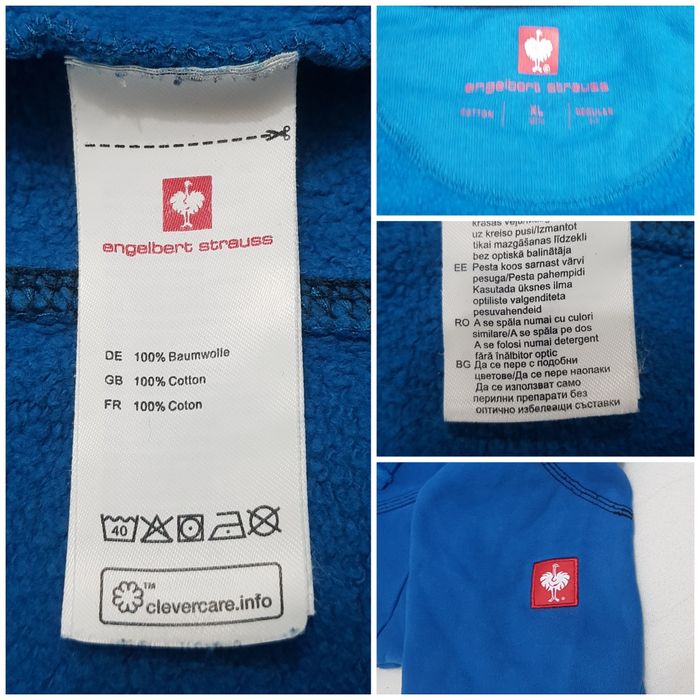 engelbert strauss
DE 100% Baumwolle
GB 100% Cotton
FR 100% Coton
40
TM
clevercare.info
engelbert strauss
COTTON
XL
REGULAR
FIT
krāsas veļu/
uz kreiso pusi/Izmantot
tikai mazgāšanas līdzekli
bez optiskā balinātāja
EE Pesta koos sarnast värvi
pesuga/Pesta pahempidi
Kasutada üksnes ilma
optiliste valgenditeta
pesuvahendeid
RO A se spăla numai cu culori
similare/A se spăla pe dos
A se folosi numai detergent
fără înălbitor optic
BG Да се пере с подобни
цветове/Да се пере наопаки
Да се използват само
перилни препарати без
оптично избелващи съставки